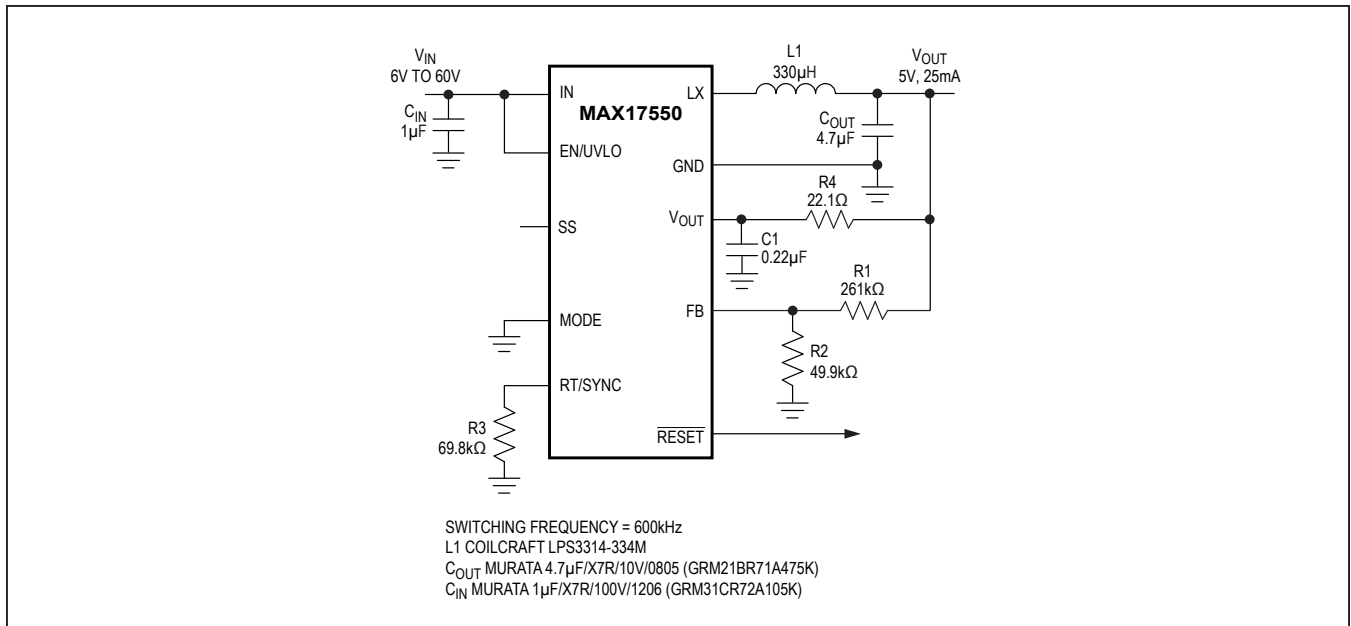 VIN
6V TO 60V
CIN
1µF
IN
MAX17550
LX
L1
330µH
VOUT
5V, 25mA
COUT
4.7µF
EN/UVLO
GND
R4
22.1Ω
VOUT
SS
C1
0.22µF
R1
261kΩ
FB
MODE
R2
49.9kΩ
RT/SYNC
R3
69.8kΩ
RESET
SWITCHING FREQUENCY = 600kHz
L1 COILCRAFT LPS3314-334M
COUT MURATA 4.7µF/X7R/10V/0805 (GRM21BR71A475K)
CIN MURATA 1µF/X7R/100V/1206 (GRM31CR72A105K)